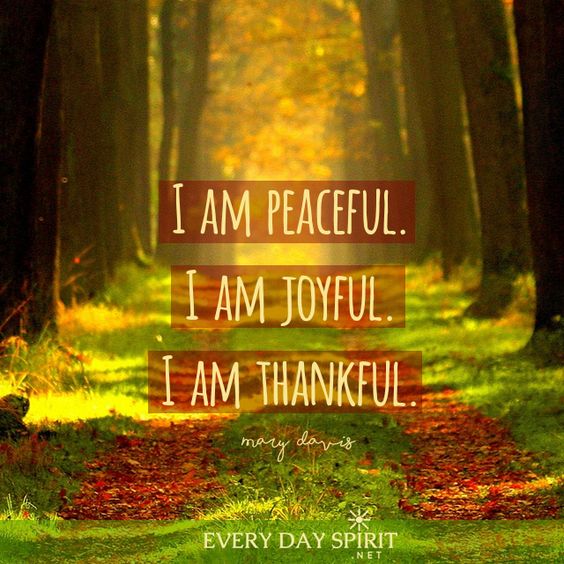 I AM PEACEFUL.
I AM JOYFUL.
I AM THANKFUL.
mary davis
EVERY DAY SPIRIT
.NET